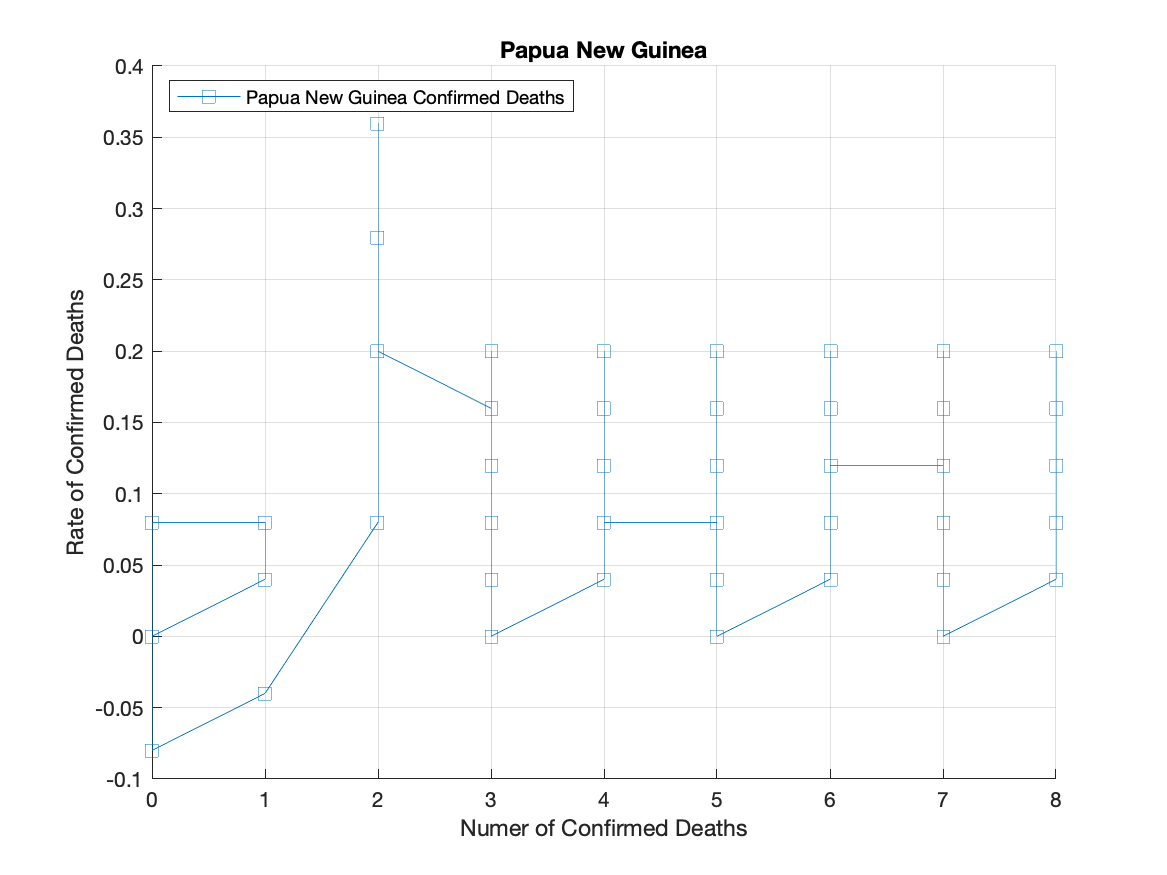 Papua New Guinea
Papua New Guinea Confirmed Deaths
0.4
0.35
0.3
0.25
0.2
0.15
0.1
0.05
0
-0.05
-0.1
Rate of Confirmed Deaths
0 1 2 3 4 5 6 7 8
Numer of Confirmed Deaths